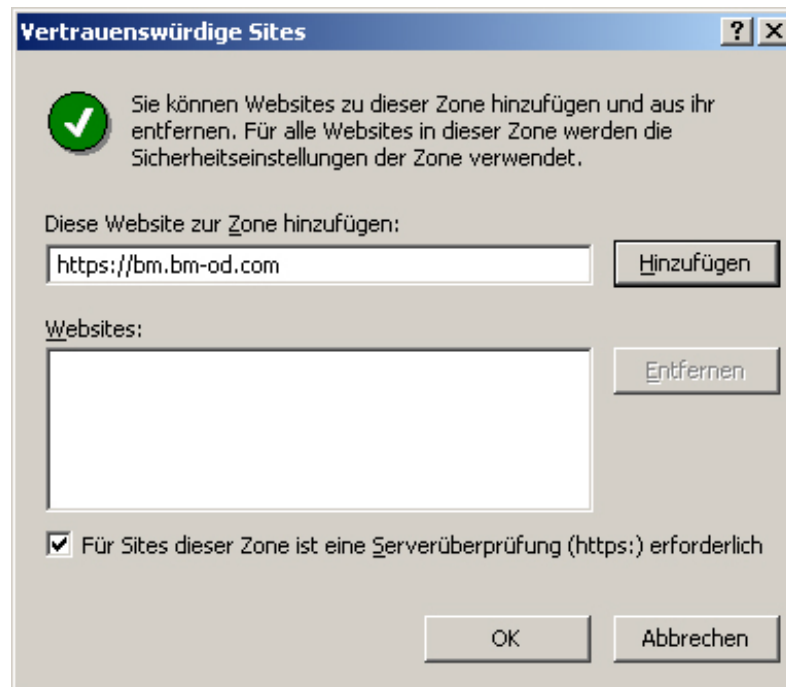 Vertrauenswürdige Sites
Sie können Websites zu dieser Zone hinzufügen und aus ihr
entfernen. Für alle Websites in dieser Zone werden die
Sicherheitseinstellungen der Zone verwendet.
Diese Website zur Zone hinzufügen:
https://bm.bm-od.com
Hinzufügen
Websites:
Entfernen
Für Sites dieser Zone ist eine Serverüberprüfung (https:) erforderlich
OK
Abbrechen